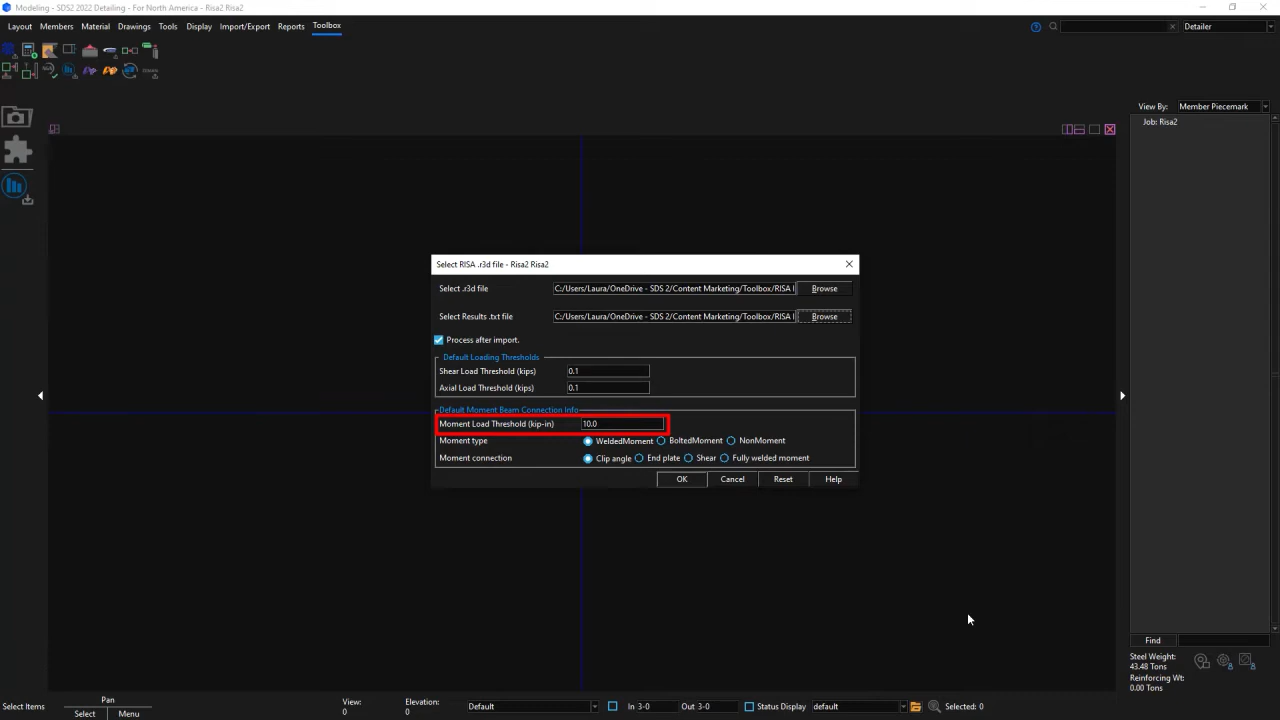 Modeling - SDS2 2022 Detailing - For North America - Risa2 Risa2
Layout Members Material Drawings Tools Display Import/Export Reports Toolbox
Detailer
View By: Member Piecemark
Job: Risa2
Select RISA .r3d file - Risa2 Risa2
Select .r3d file C:/Users/Laura/OneDrive - SDS 2/Content Marketing/Toolbox/RISA I Browse
Select Results .txt file C:/Users/Laura/OneDrive - SDS 2/Content Marketing/Toolbox/RISA I Browse
Process after import.
Default Loading Thresholds
Shear Load Threshold (kips) 0.1
Axial Load Threshold (kips) 0.1
Default Moment Beam Connection Info
Moment Load Threshold (kip-in) 10.0
Moment type WeldedMoment BoltedMoment NonMoment
Moment connection Clip angle End plate Shear Fully welded moment
OK Cancel Reset Help
Find
Steel Weight:
43.48 Tons
Reinforcing Wt:
0.00 Tons
Select Items
Pan
Select Menu
View:
0
Elevation:
0
Default
In 3-0 Out 3-0
Status Display default
Selected: 0